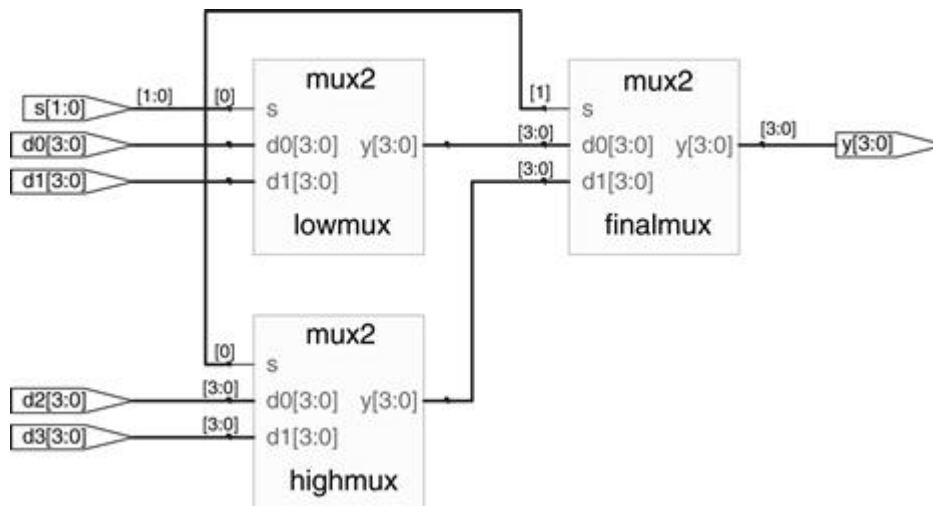 mux2
s[1:0] [1:0] [0] s
d0[3:0] d0[3:0] y[3:0]
d1[3:0] d1[3:0]
lowmux
mux2
[1] s
[3:0] d0[3:0] y[3:0] [3:0] y[3:0]
[3:0] d1[3:0]
finalmux
mux2
[0] s
d2[3:0] [3:0] d0[3:0] y[3:0]
d3[3:0] [3:0] d1[3:0]
highmux